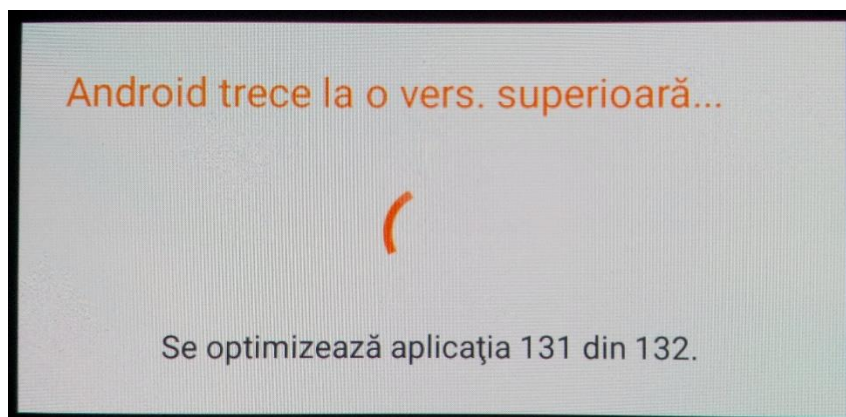 Android trece la o vers. superioară...
Se optimizează aplicaţia 131 din 132.